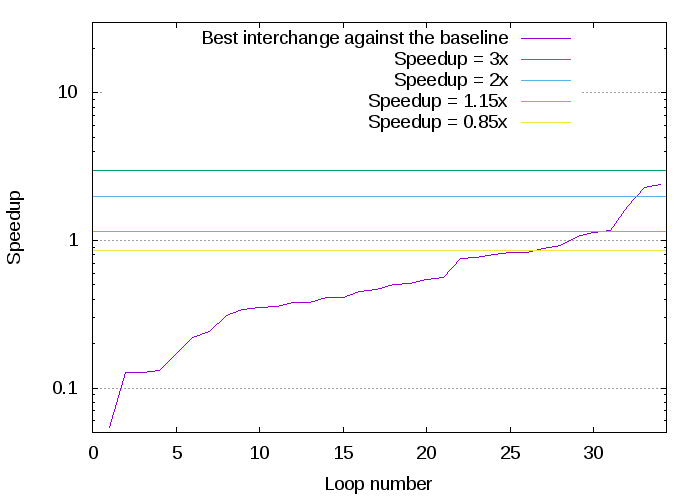 Best interchange against the baseline
Speedup = 3x
Speedup = 2x
Speedup = 1.15x
Speedup = 0.85x
10
1
0.1
Speedup
0 5 10 15 20 25 30
Loop number